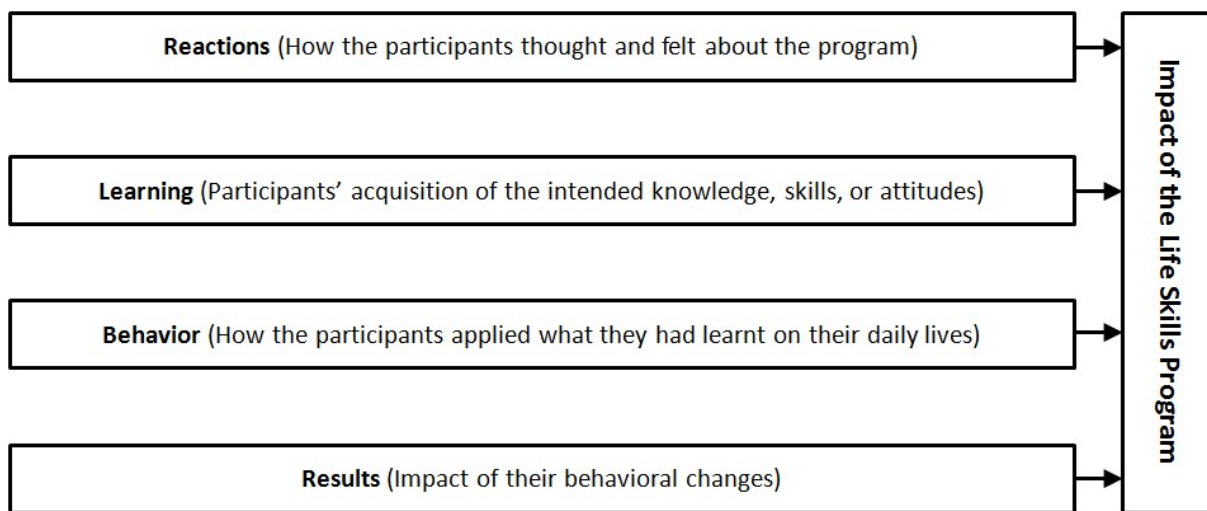 Reactions (How the participants thought and felt about the program)
Learning (Participants’ acquisition of the intended knowledge, skills, or attitudes)
Behavior (How the participants applied what they had learnt on their daily lives)
Results (Impact of their behavioral changes)
Impact of the Life Skills Program